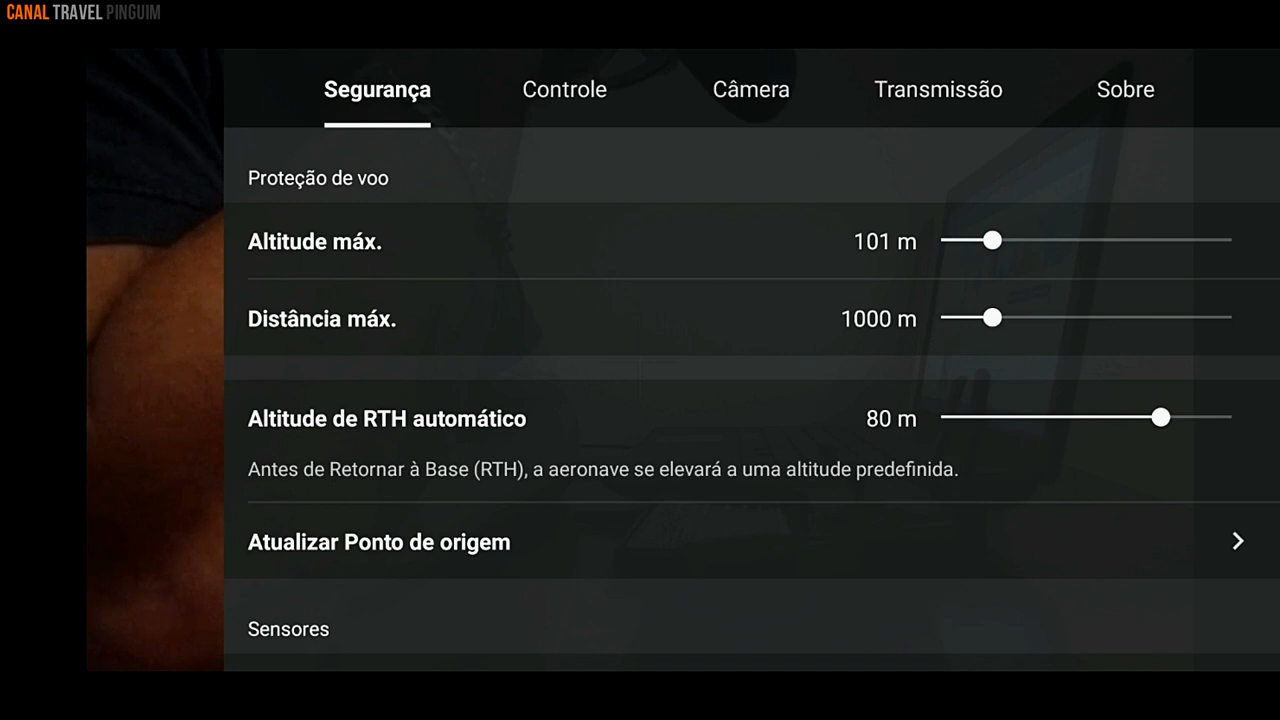 CANAL TRAVEL PINGUIM
Segurança Controle Câmera Transmissão Sobre
Proteção de voo
Altitude máx. 101 m
Distância máx. 1000 m
Altitude de RTH automático 80 m
Antes de Retornar à Base (RTH), a aeronave se elevará a uma altitude predefinida.
Atualizar Ponto de origem
Sensores